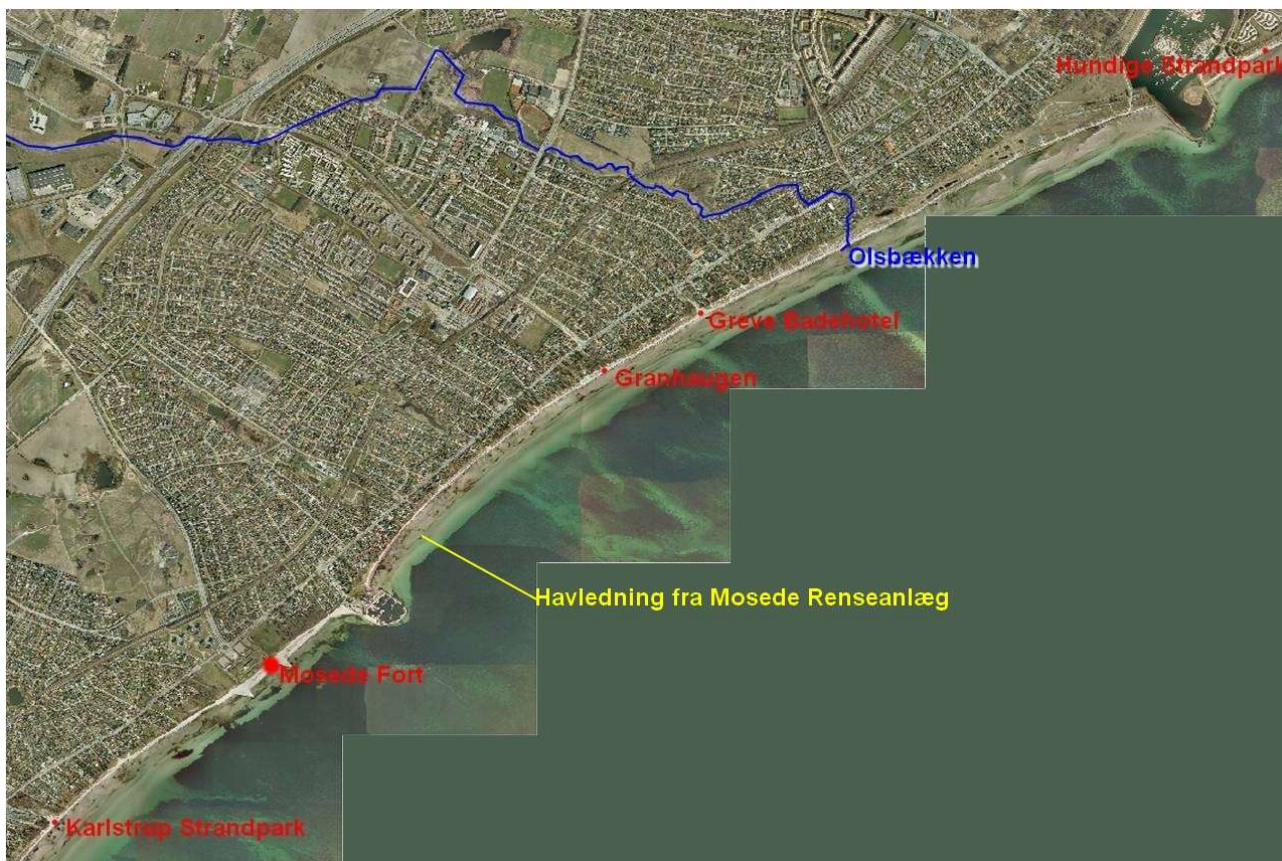 Hundige Strandpark
Olsbækken
Greve Badehotel
Granhaugen
Havledning fra Mosede Renseanlæg
Mosede Fort
Karlstrup Strandpark